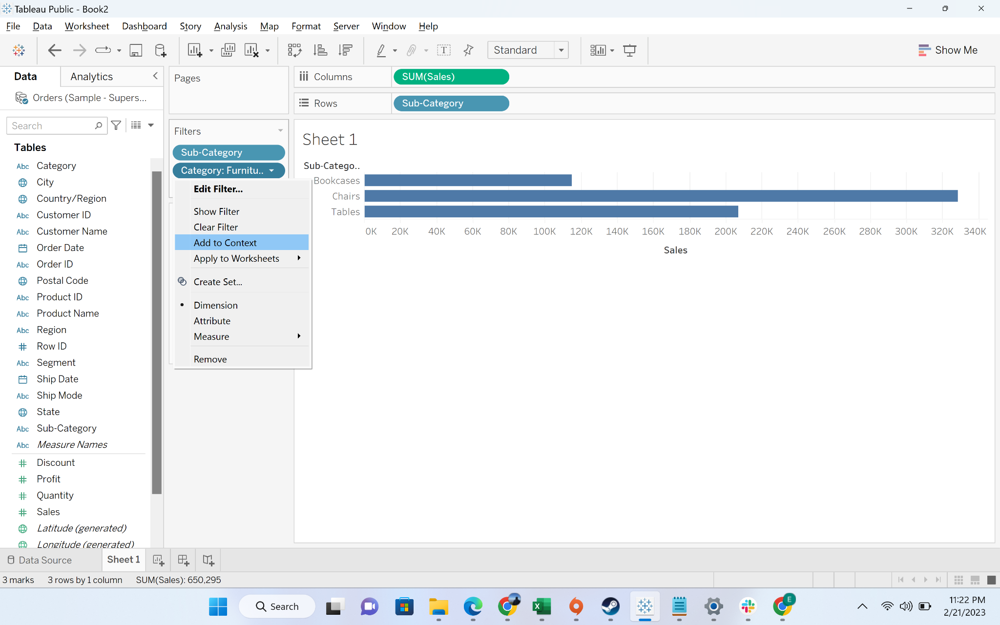 Tableau Public - Book2
File Data Worksheet Dashboard Story Analysis Map Format Server Window Help
Standard
Show Me
Data
Analytics
Orders (Sample - Supers...
Search
Tables
Abc Category
City
Country/Region
Abc Customer ID
Abc Customer Name
Order Date
Abc Order ID
Postal Code
Abc Product ID
Abc Product Name
Abc Region
Row ID
Abc Segment
Ship Date
Abc Ship Mode
State
Abc Sub-Category
Abc Measure Names
Discount
Profit
Quantity
Sales
Latitude (generated)
Longitude (generated)
Pages
Filters
Sub-Category
Category: Furnitu..
Edit Filter...
Show Filter
Clear Filter
Add to Context
Apply to Worksheets
Create Set...
Dimension
Attribute
Measure
Remove
Columns
SUM(Sales)
Rows
Sub-Category
Sheet 1
Sub-Catego..
Bookcases
Chairs
Tables
0K 20K 40K 60K 80K 100K 120K 140K 160K 180K 200K 220K 240K 260K 280K 300K 320K 340K
Sales
Data Source
Sheet 1
3 marks 3 rows by 1 column SUM(Sales): 650,295
Search
X
E
11:22 PM
2/21/2023